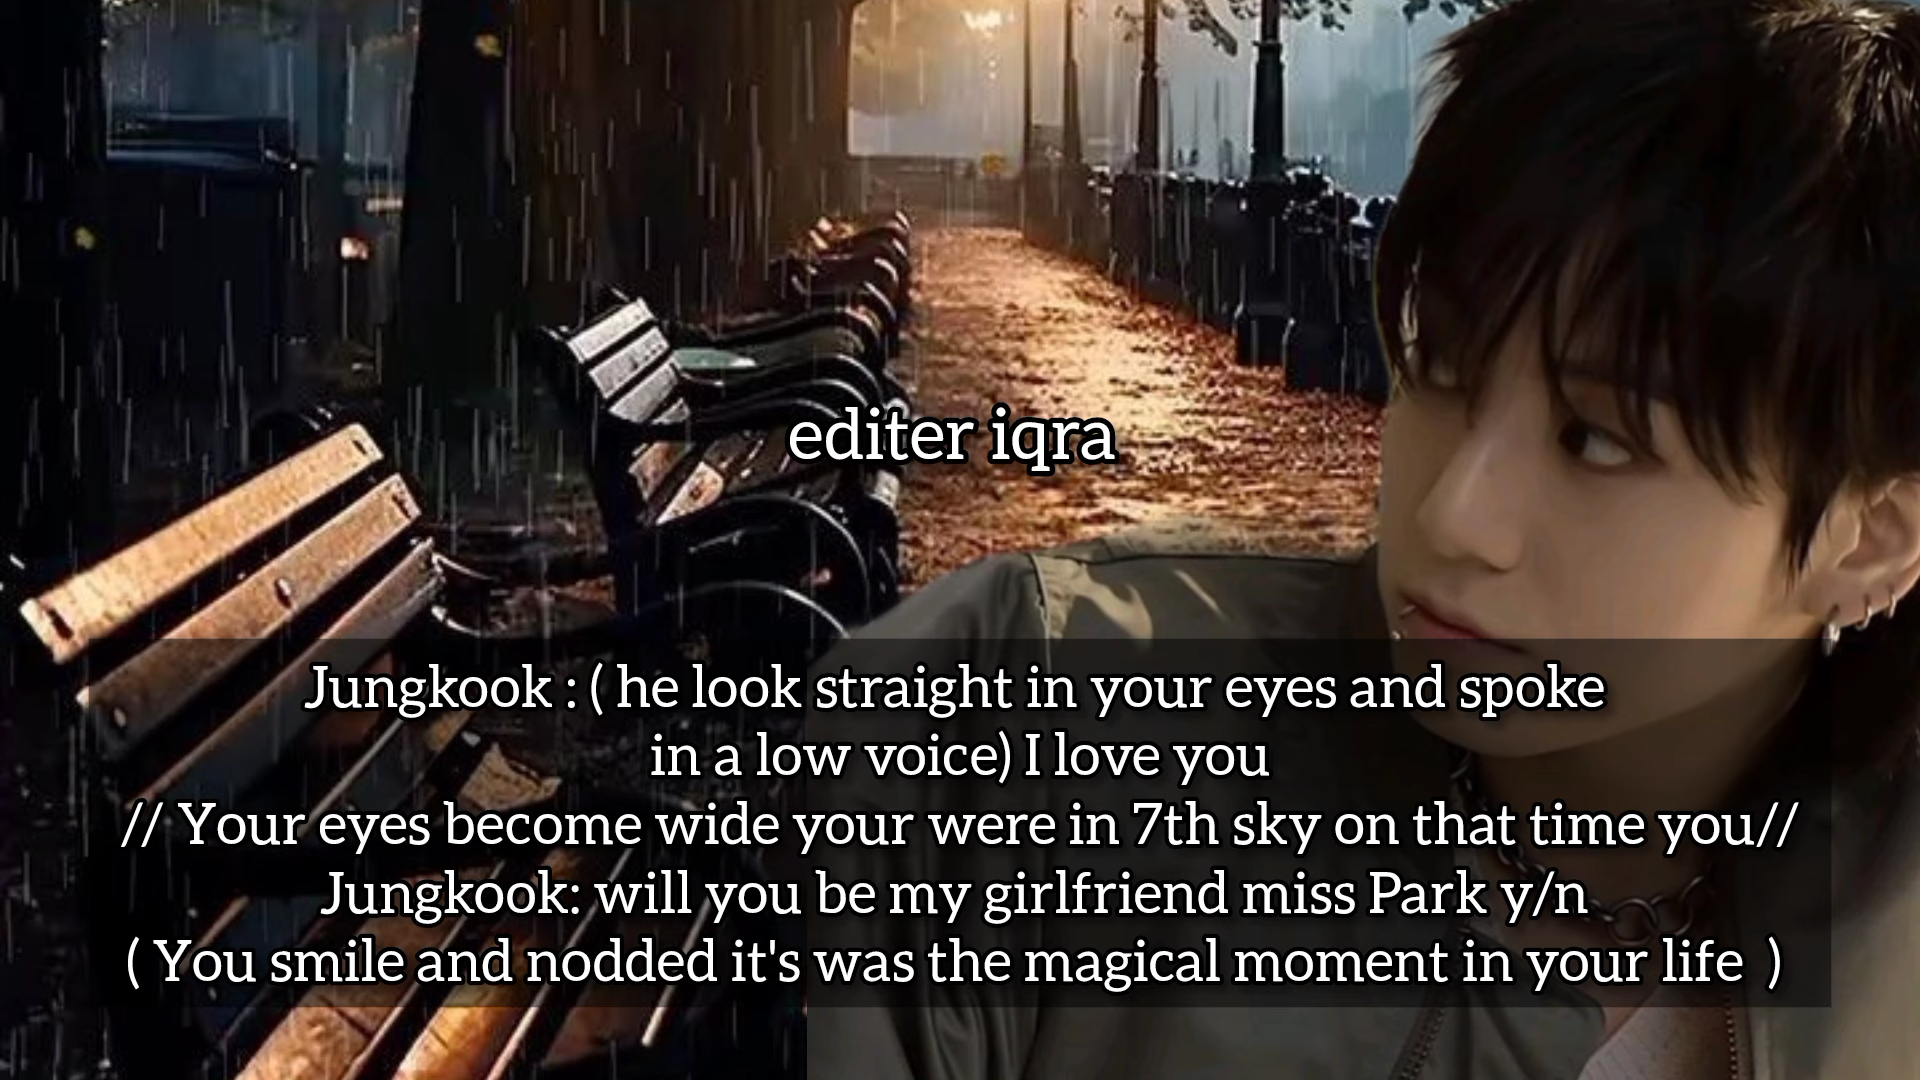 editer iqra
Jungkook : ( he look straight in your eyes and spoke
in a low voice) I love you
// Your eyes become wide your were in 7th sky on that time you//
Jungkook: will you be my girlfriend miss Park y/n
( You smile and nodded it's was the magical moment in your life )